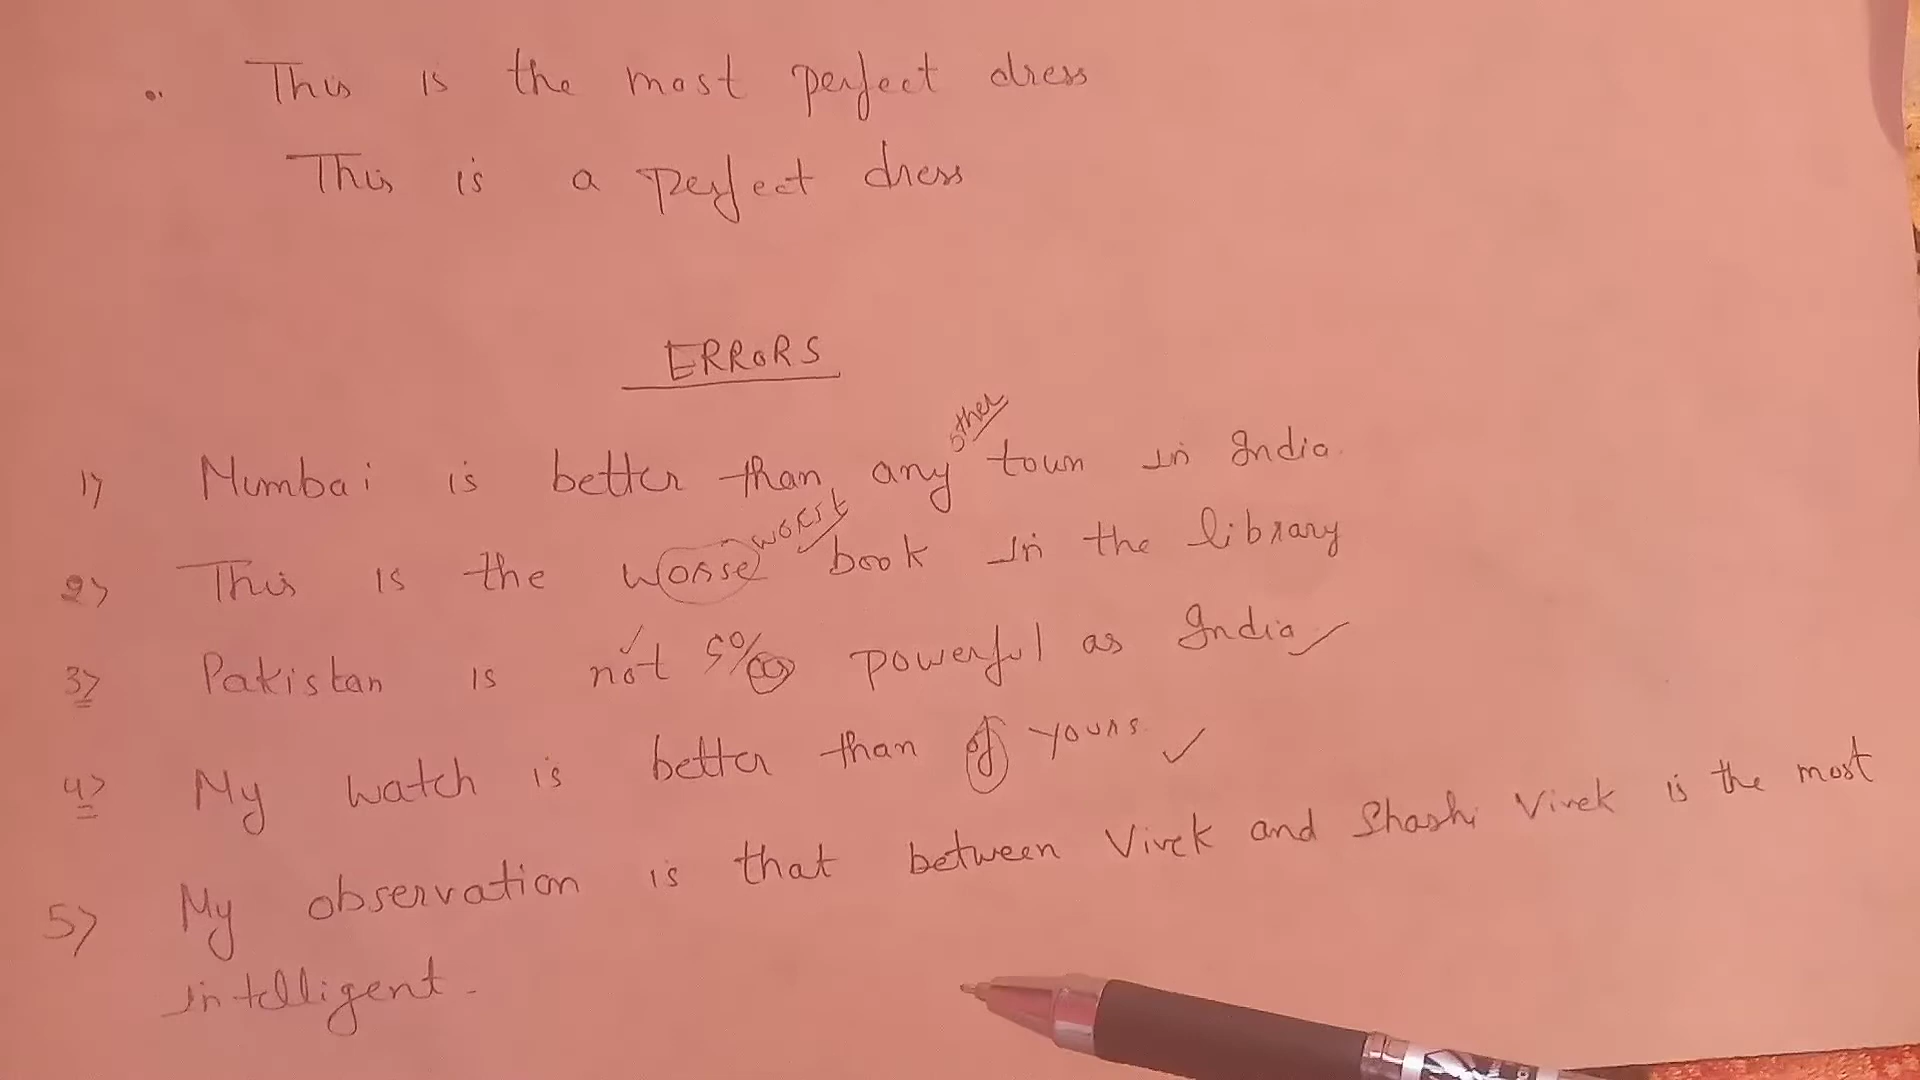 This is the most perfect dress
This is a perfect dress
ERRORS
1) Mumbai is better than any other town in India.
2) This is the worse worst book in the library
3) Pakistan is not so/as powerful as India
4) My watch is better than of yours.
5) My observation is that between Vivek and Shashi Vivek is the most
intelligent.